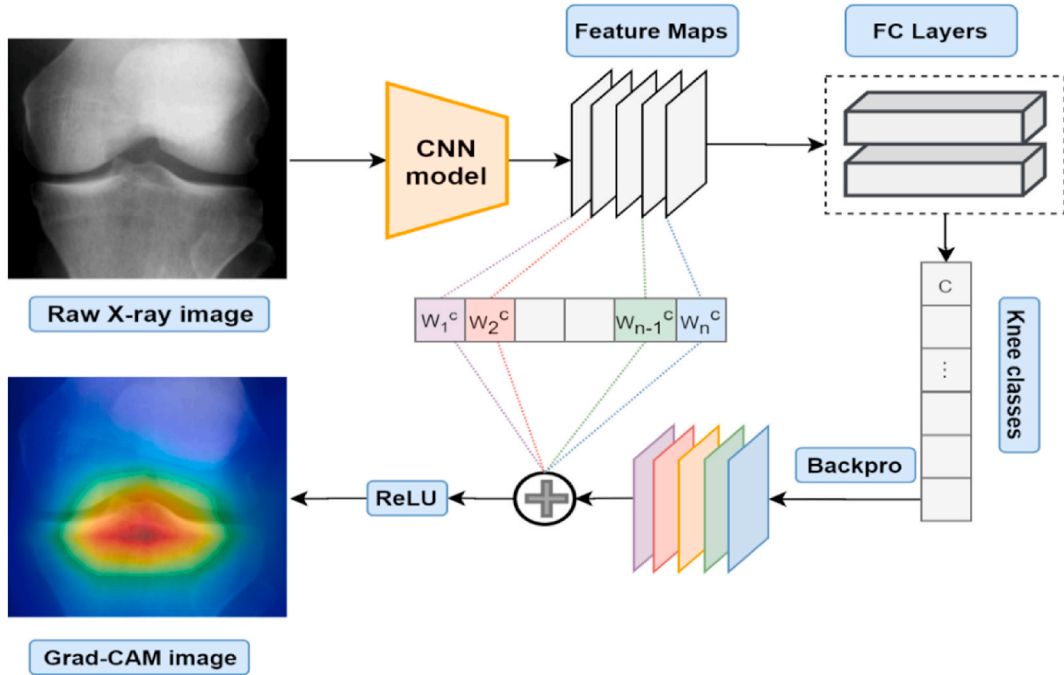 Feature Maps
FC Layers
CNN
model
Raw X-ray image
W₁ᶜ W₂ᶜ Wₙ₋₁ᶜ Wₙᶜ
C
⋮
Knee classes
Backpro
ReLU
Grad-CAM image